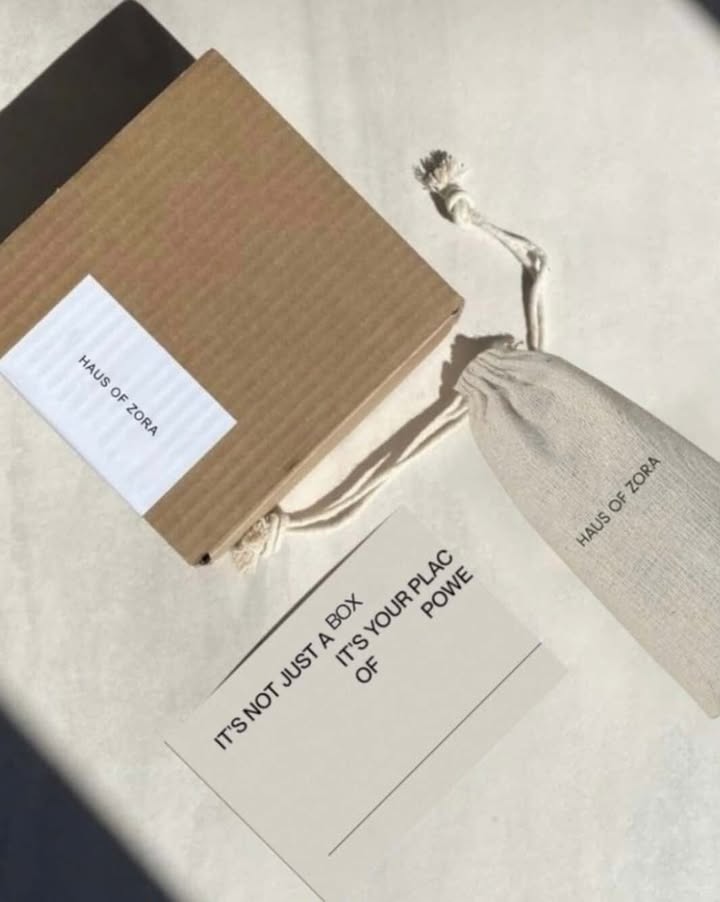 HAUS OF ZORA
HAUS OF ZORA
IT'S NOT JUST A BOX
IT'S YOUR PLAC
OF POWE